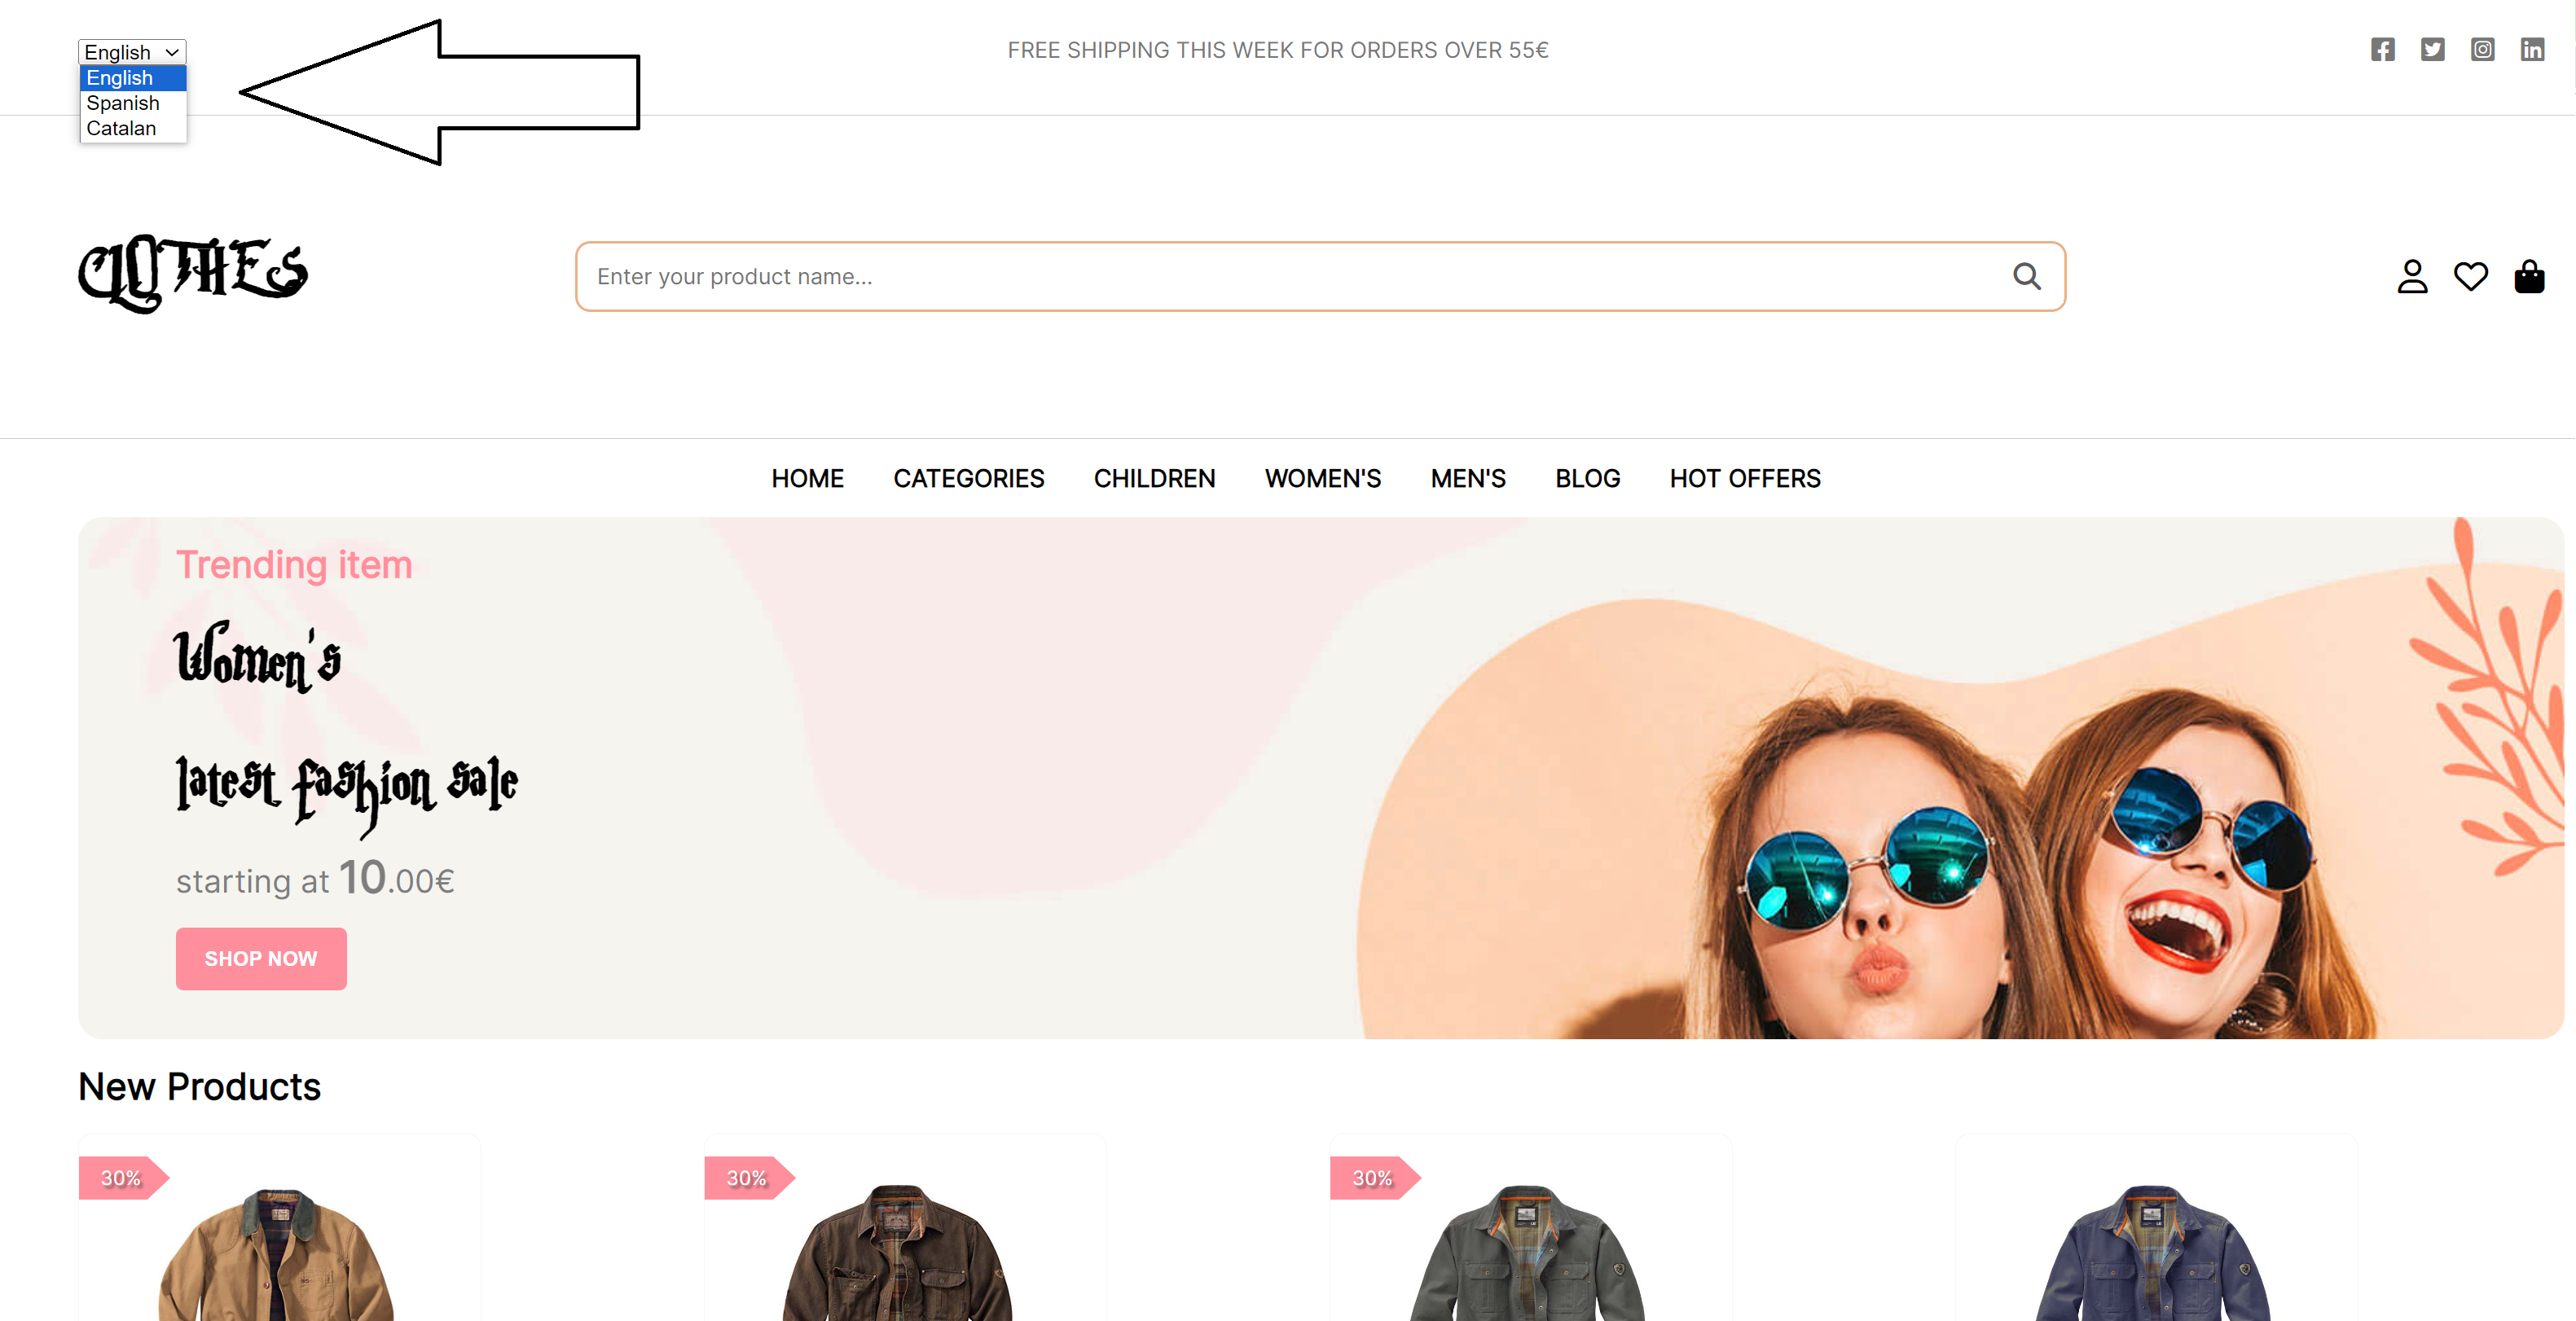 English
English
Spanish
Catalan
FREE SHIPPING THIS WEEK FOR ORDERS OVER 55€
CLOTHES
Enter your product name...
HOME CATEGORIES CHILDREN WOMEN'S MEN'S BLOG HOT OFFERS
Trending item
Women's
latest fashion sale
starting at 10.00€
SHOP NOW
New Products
30%
30%
30%